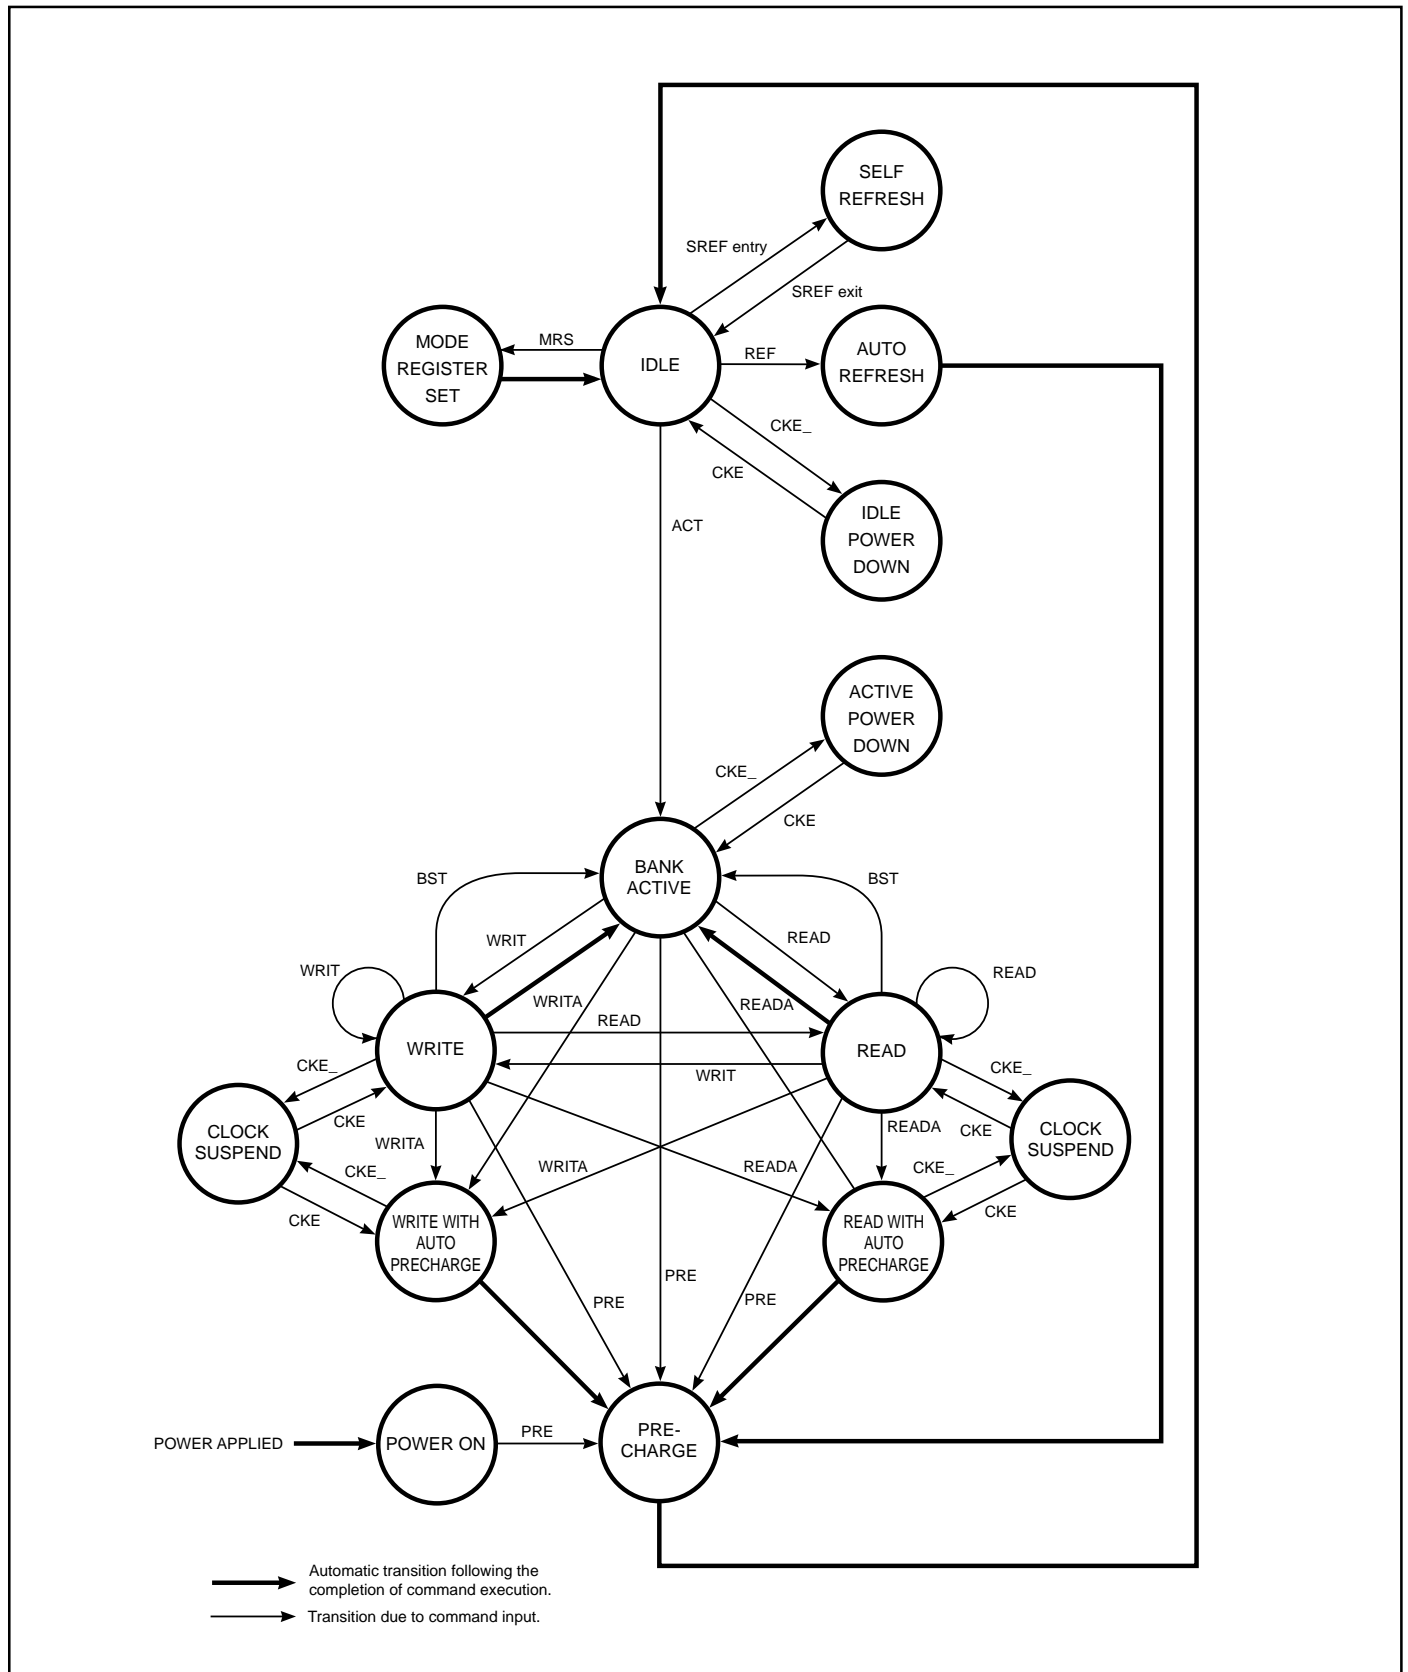 SELF
REFRESH
SREF entry
SREF exit
MODE
REGISTER
SET
MRS
IDLE
REF
AUTO
REFRESH
CKE_
CKE
IDLE
POWER
DOWN
ACT
ACTIVE
POWER
DOWN
CKE_
CKE
BANK
ACTIVE
BST
BST
WRIT
READ
WRIT
READ
WRITA
READA
READ
WRITE
READ
WRIT
CKE_
CKE_
CLOCK
SUSPEND
CKE
WRITA
READA
CKE
CLOCK
SUSPEND
CKE_
WRITA
READA
CKE_
CKE
CKE
WRITE WITH
AUTO
PRECHARGE
READ WITH
AUTO
PRECHARGE
PRE
PRE
PRE
POWER APPLIED
POWER ON
PRE
PRE-
CHARGE
Automatic transition following the
completion of command execution.
Transition due to command input.